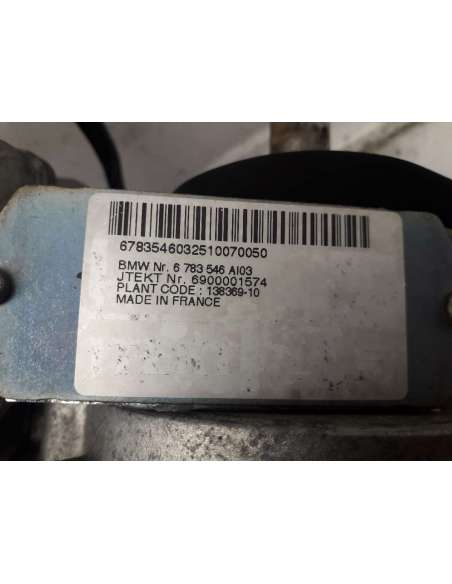 6783546032510070050
BMW Nr. 6 783 546 AI03
JTEKT Nr. 6900001574
PLANT CODE : 138369-10
MADE IN FRANCE